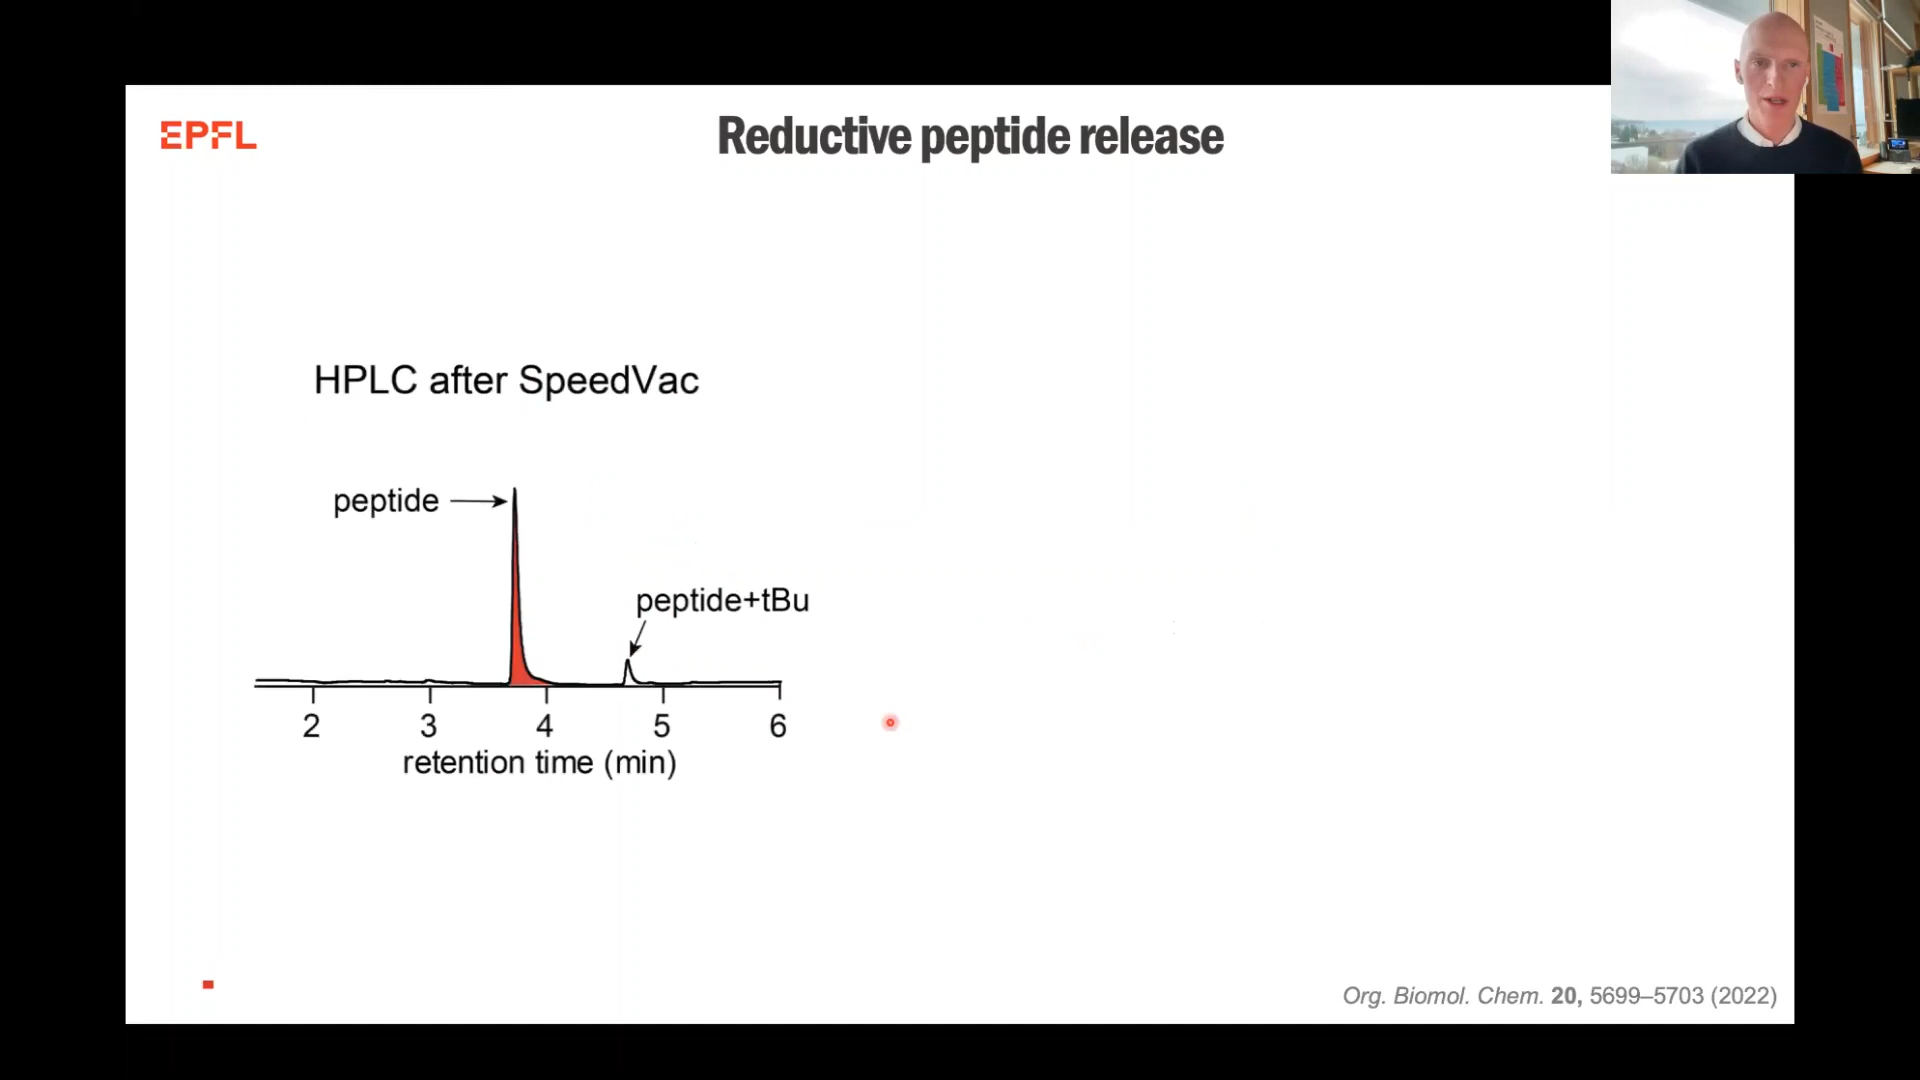 EPFL
Reductive peptide release
HPLC after SpeedVac
peptide
peptide+tBu
2 3 4 5 6
retention time (min)
Org. Biomol. Chem. 20, 5699–5703 (2022)